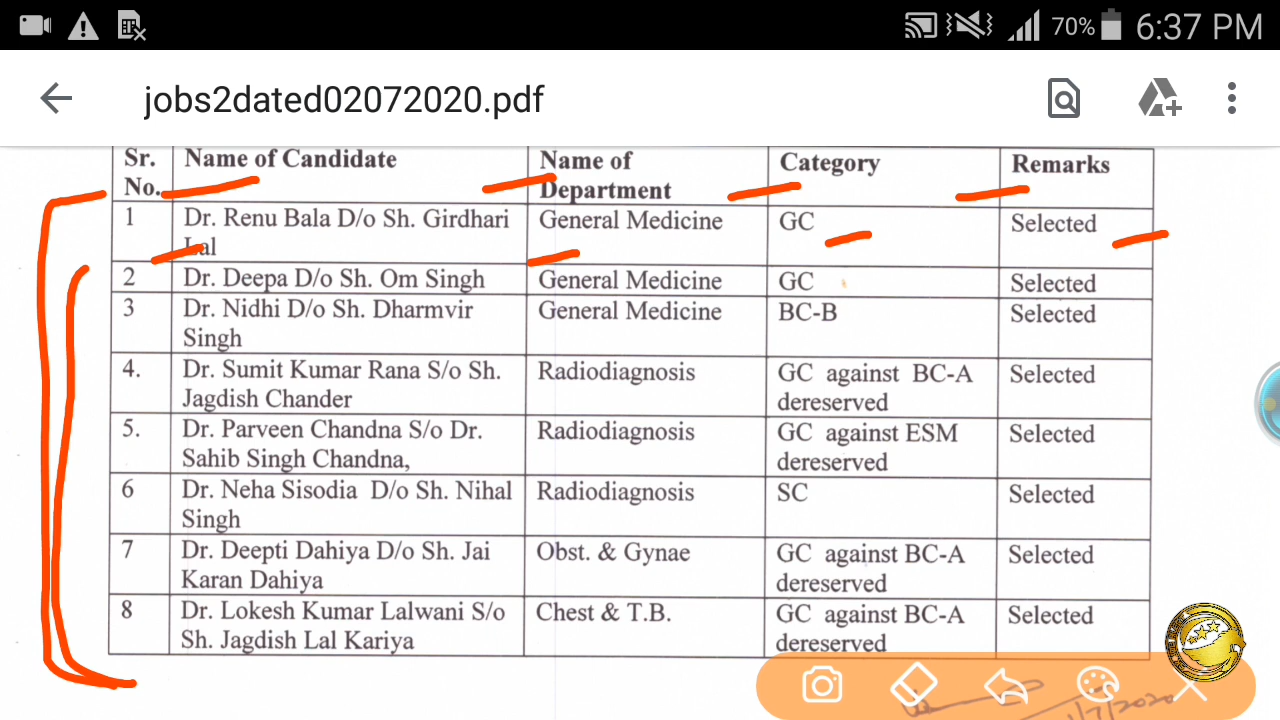 70% 6:37 PM
jobs2dated02072020.pdf
Sr. No. Name of Candidate Name of Department Category Remarks
1 Dr. Renu Bala D/o Sh. Girdhari Lal General Medicine GC Selected
2 Dr. Deepa D/o Sh. Om Singh General Medicine GC Selected
3 Dr. Nidhi D/o Sh. Dharmvir Singh General Medicine BC-B Selected
4. Dr. Sumit Kumar Rana S/o Sh. Jagdish Chander Radiodiagnosis GC against BC-A dereserved Selected
5. Dr. Parveen Chandna S/o Dr. Sahib Singh Chandna, Radiodiagnosis GC against ESM dereserved Selected
6 Dr. Neha Sisodia D/o Sh. Nihal Singh Radiodiagnosis SC Selected
7 Dr. Deepti Dahiya D/o Sh. Jai Karan Dahiya Obst. & Gynae GC against BC-A dereserved Selected
8 Dr. Lokesh Kumar Lalwani S/o Sh. Jagdish Lal Kariya Chest & T.B. GC against BC-A dereserved Selected